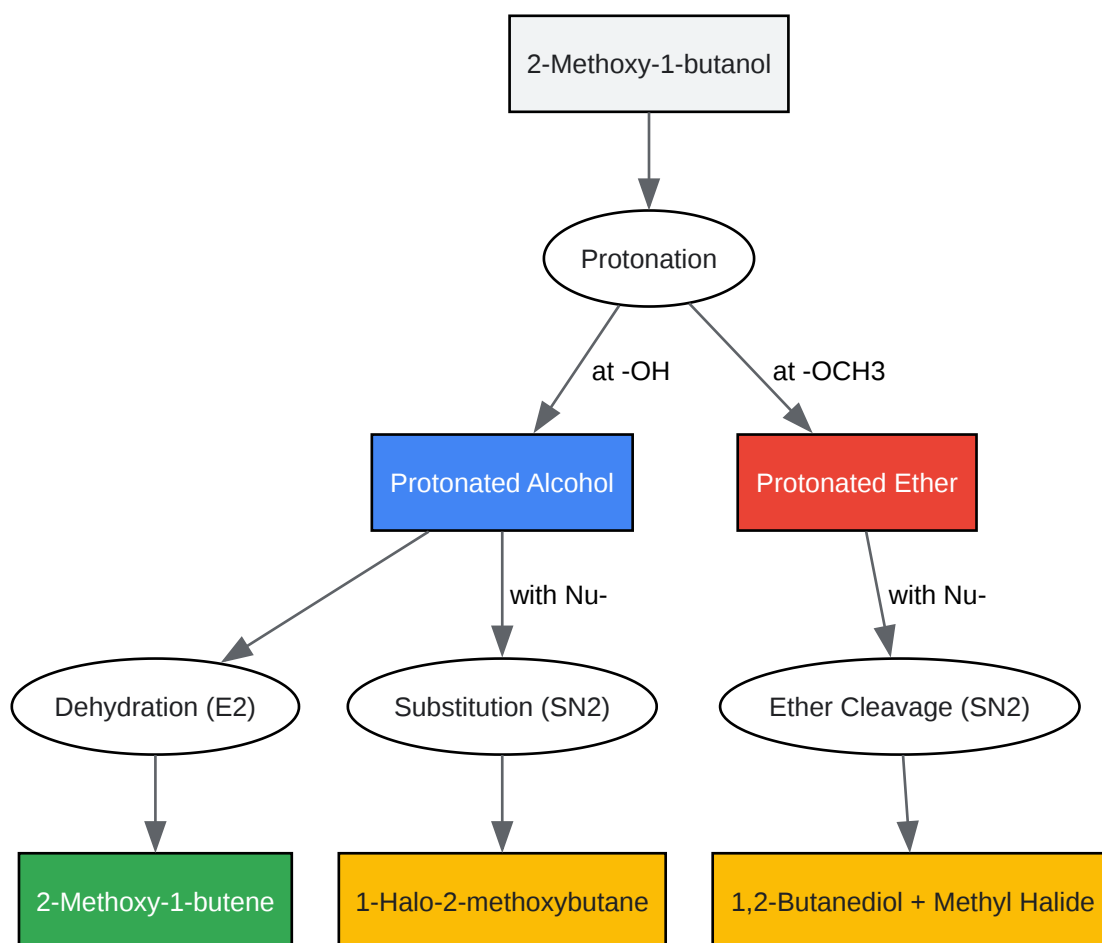 2-Methoxy-1-butanol
Protonation
at -OH
at -OCH3
Protonated Alcohol
Protonated Ether
with Nu-
with Nu-
Dehydration (E2)
Substitution (SN2)
Ether Cleavage (SN2)
2-Methoxy-1-butene
1-Halo-2-methoxybutane
1,2-Butanediol + Methyl Halide